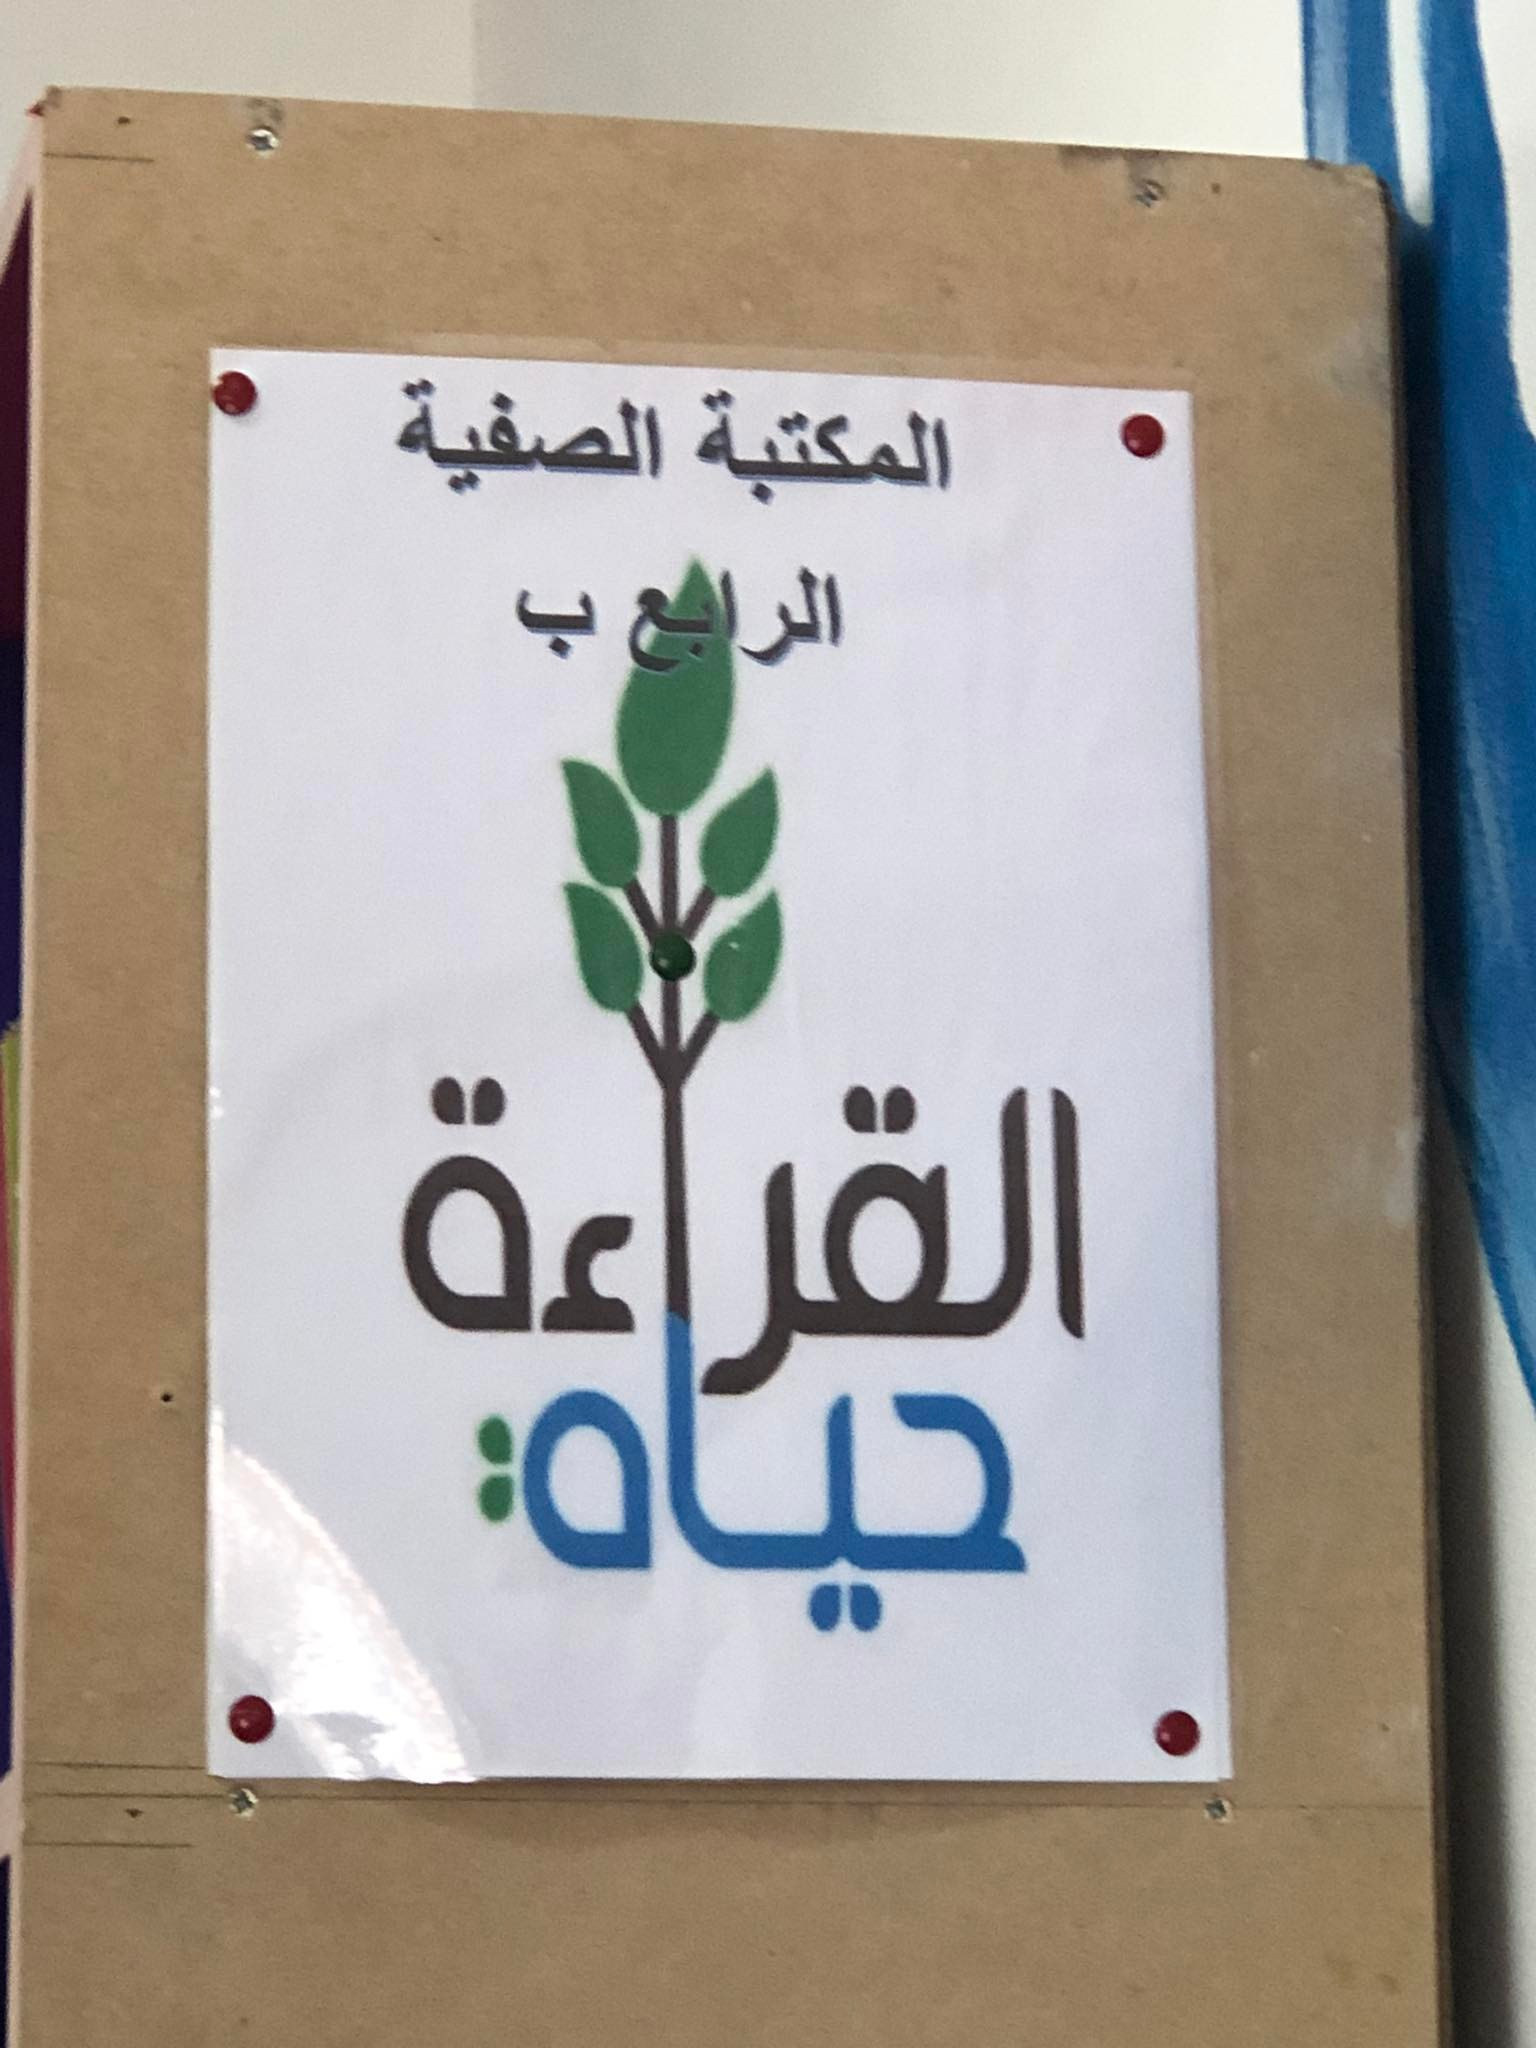 المكتبة الصفية
الرابع ب
القراءة
حياة